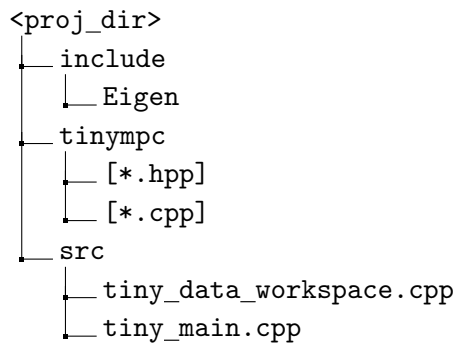 <proj_dir>
include
Eigen
tinympc
[*.hpp]
[*.cpp]
src
tiny_data_workspace.cpp
tiny_main.cpp